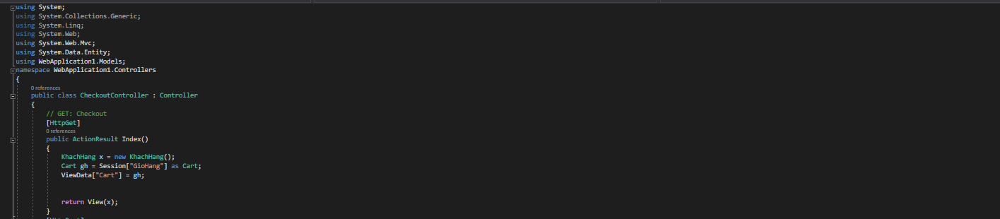 using System;
using System.Collections.Generic;
using System.Linq;
using System.Web;
using System.Web.Mvc;
using System.Data.Entity;
using WebApplication1.Models;
namespace WebApplication1.Controllers
{
0 references
public class CheckoutController : Controller
{
// GET: Checkout
[HttpGet]
0 references
public ActionResult Index()
{
KhachHang x = new KhachHang();
Cart gh = Session["GioHang"] as Cart;
ViewData["Cart"] = gh;
return View(x);
}